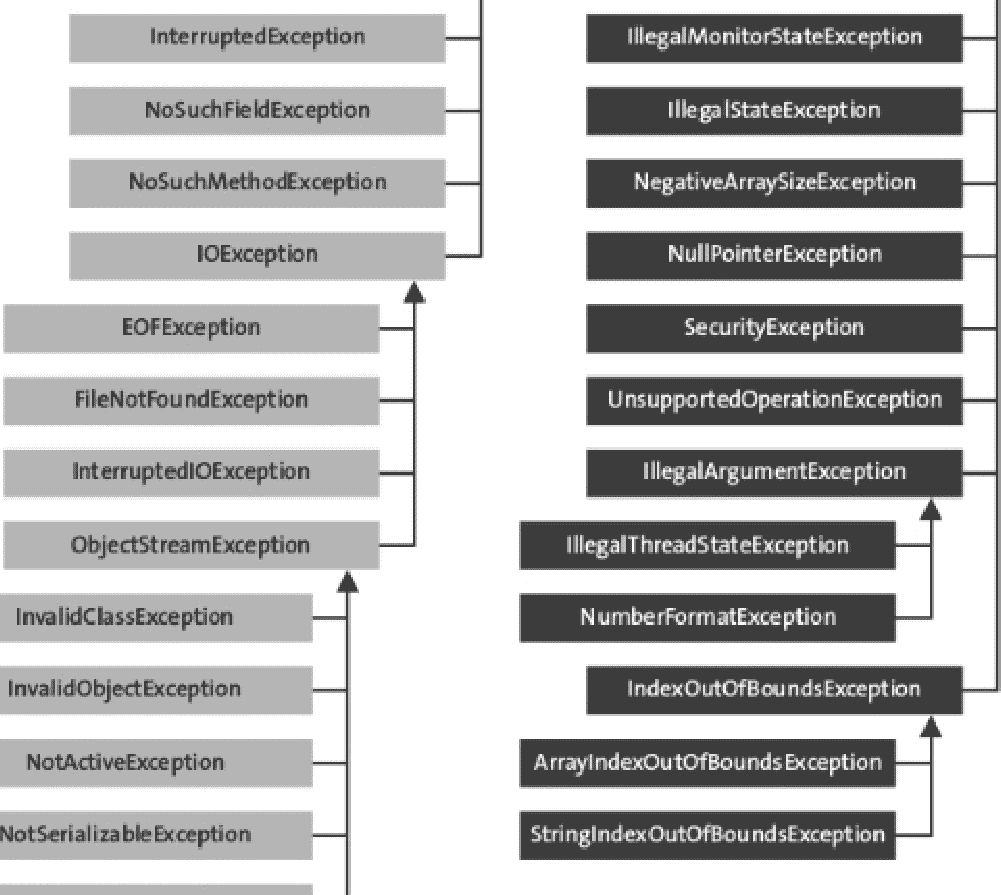 InterruptedException
NoSuchFieldException
NoSuchMethodException
IOException
EOFException
FileNotFoundException
InterruptedIOException
ObjectStreamException
InvalidClassException
InvalidObjectException
NotActiveException
NotSerializableException
IllegalMonitorStateException
IllegalStateException
NegativeArraySizeException
NullPointerException
SecurityException
UnsupportedOperationException
IllegalArgumentException
IllegalThreadStateException
NumberFormatException
IndexOutOfBoundsException
ArrayIndexOutOfBoundsException
StringIndexOutOfBoundsException